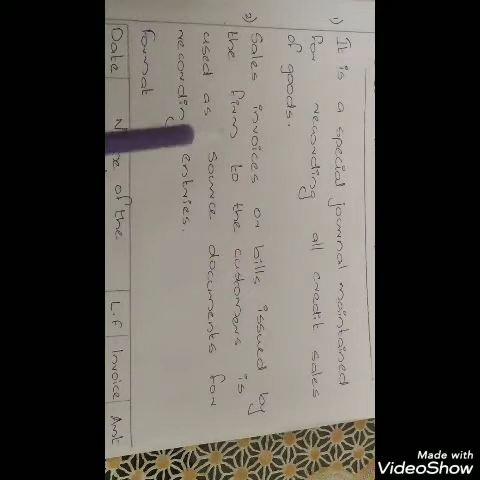 1) It is a special journal maintained
for recording all credit sales
of goods.
2) Sales invoices or bills issued by
the firm to the customers is
used as source documents for
recording entries.
Format
Date of the L.F Invoice Amt
Made with
VideoShow